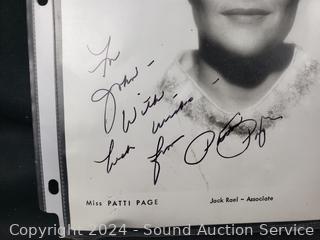 To
John -
With -
best wishes -
from Patti Page
Miss PATTI PAGE
Jack Rael - Associate
Copyright © 2024 - Sound Auction Service